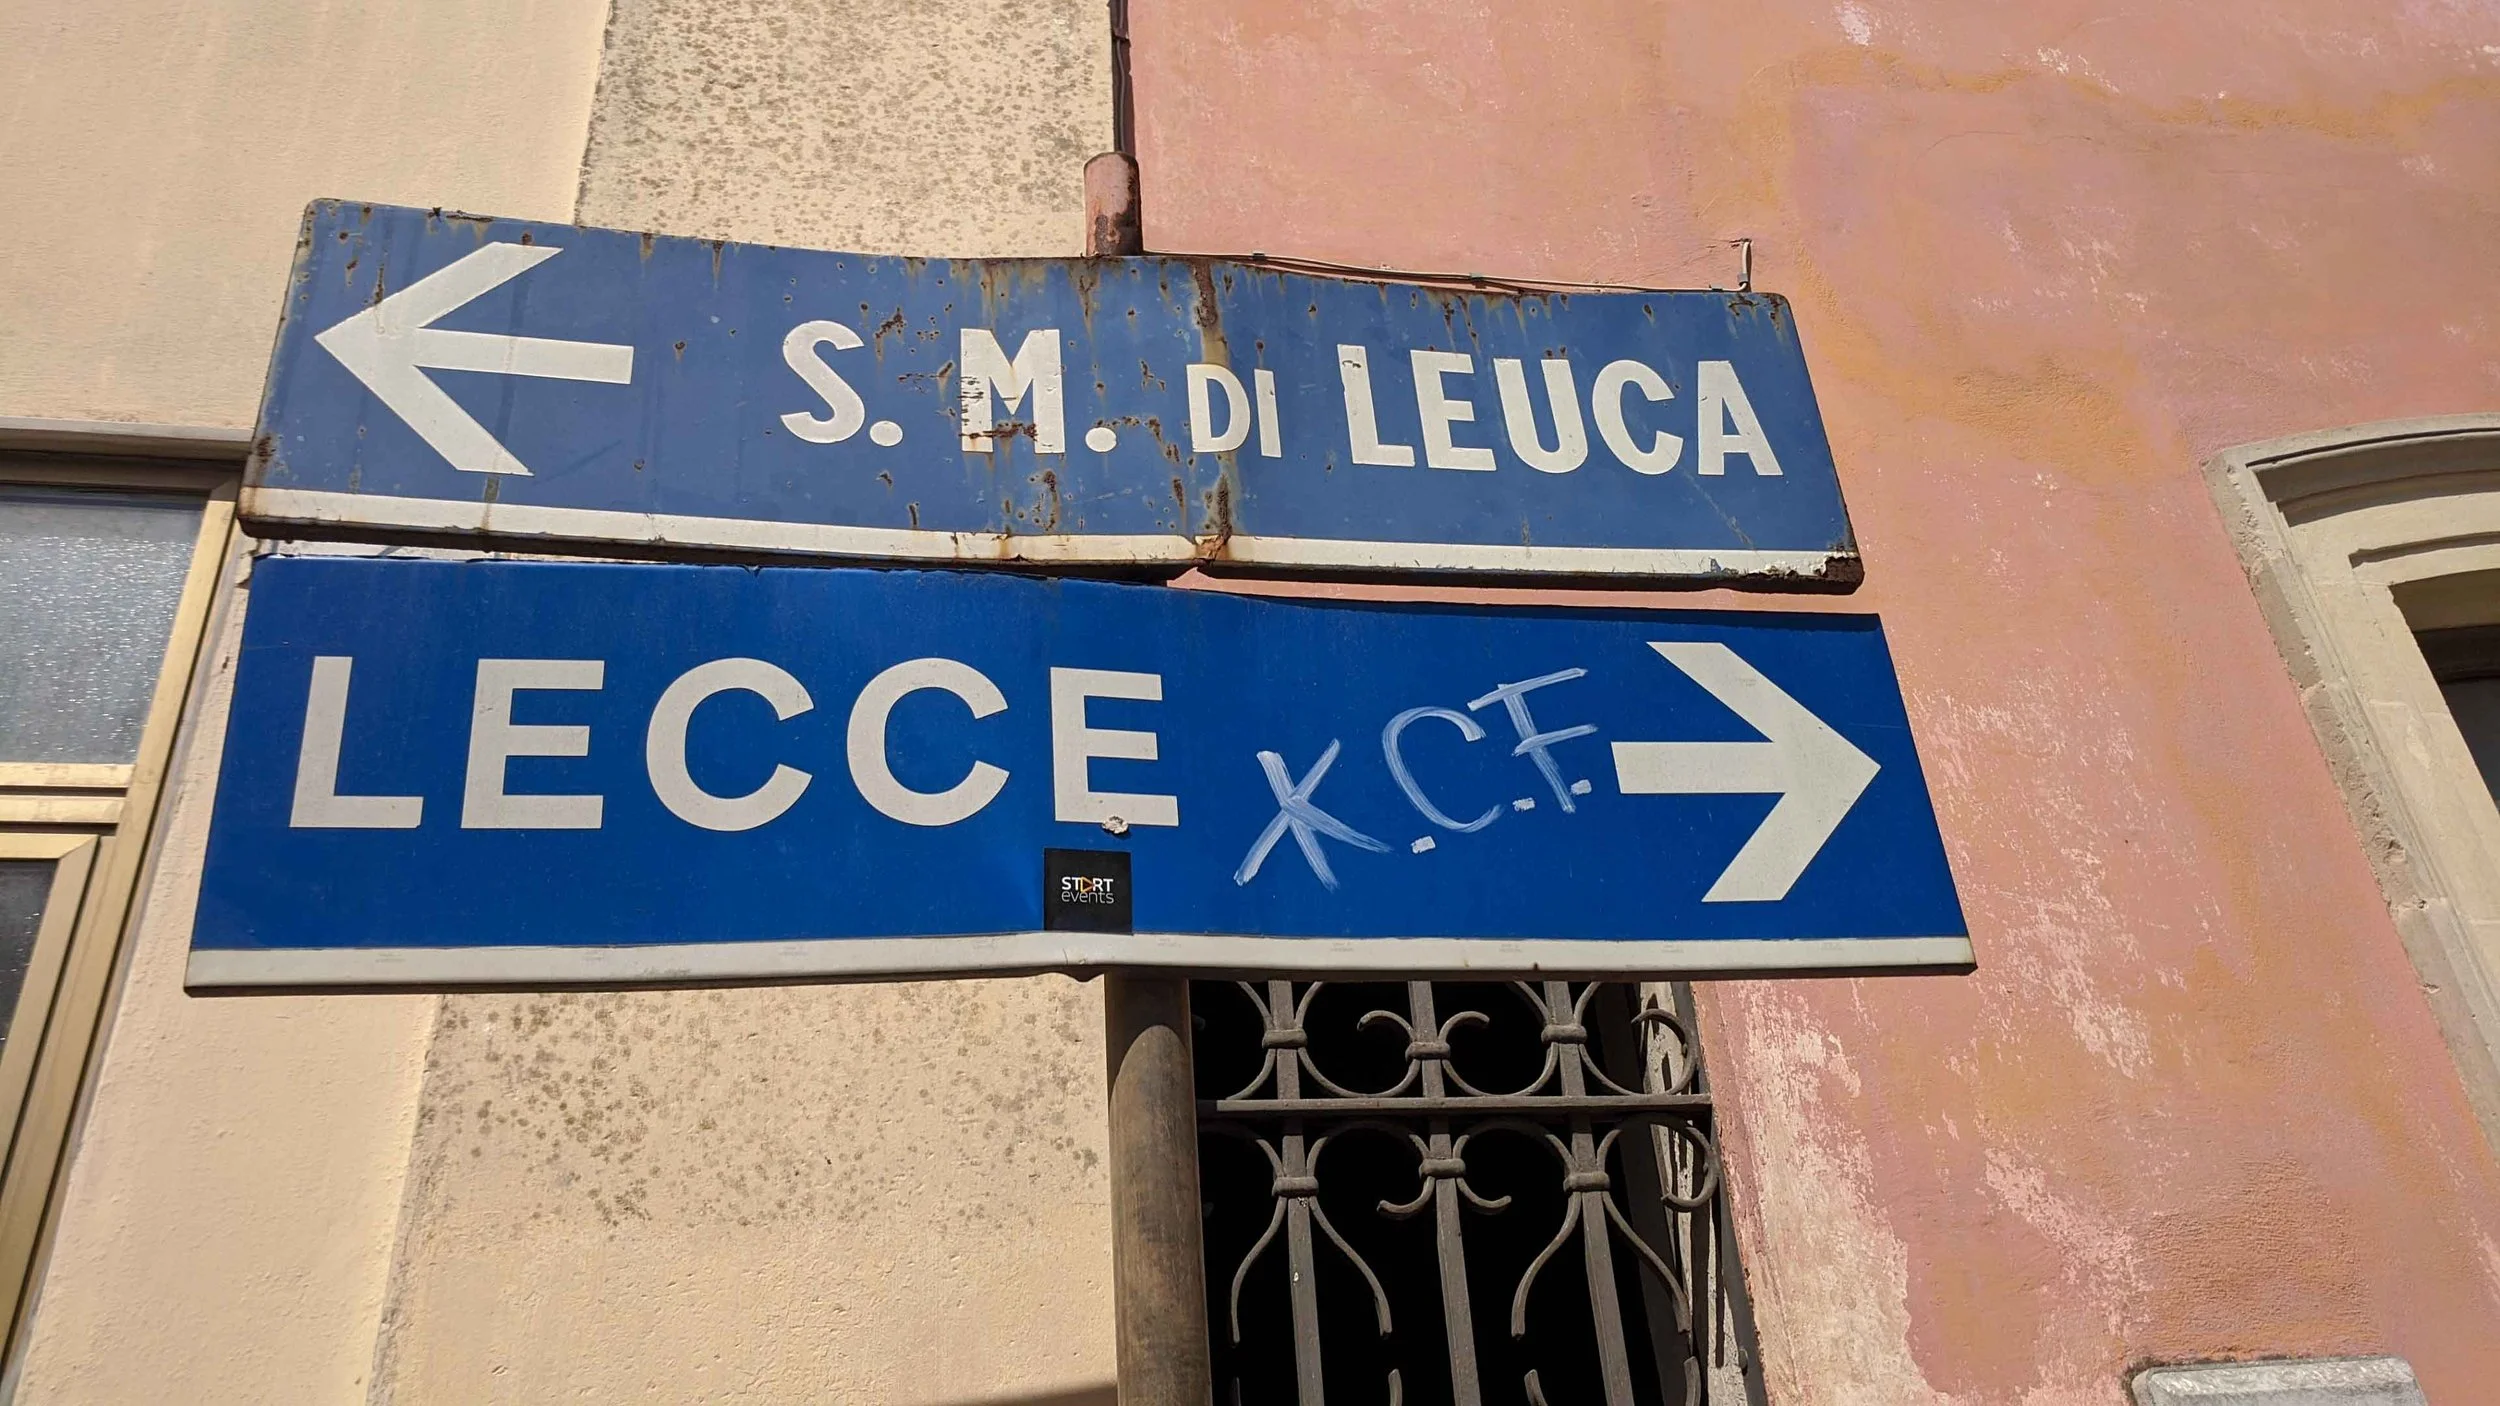 S. M. DI LEUCA
LECCE
X.C.F.
START
events